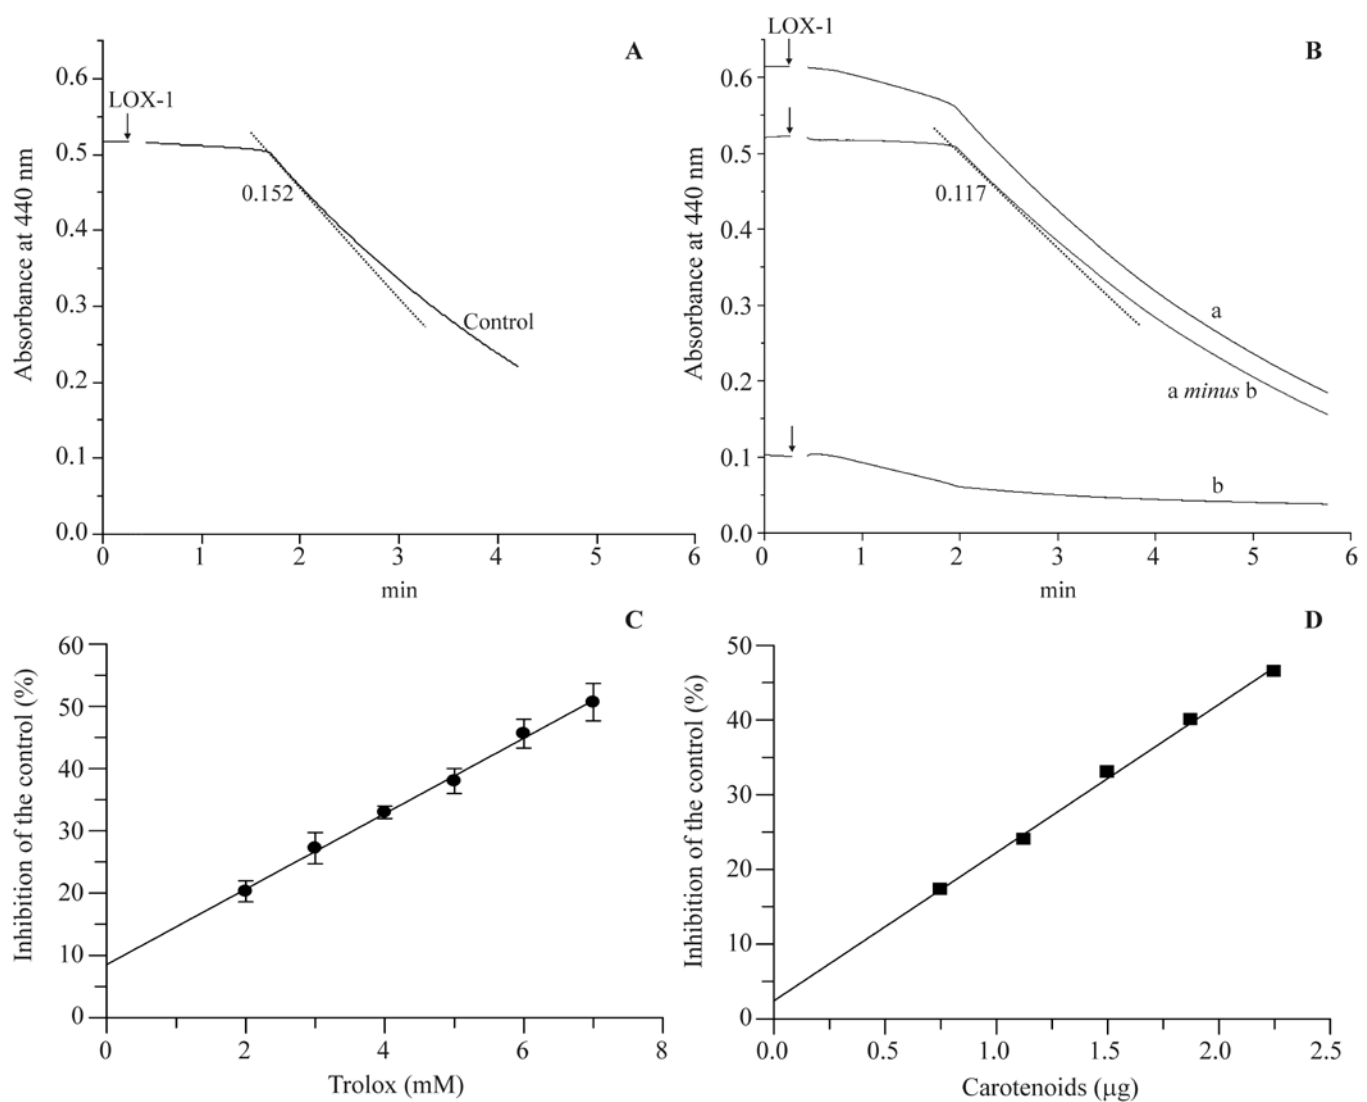 A
LOX-1
0.6
0.5
0.4
0.3
0.2
0.1
0.0
Absorbance at 440 nm
0.152
Control
0 1 2 3 4 5 6
min
B
LOX-1
0.6
0.5
0.4
0.3
0.2
0.1
0.0
Absorbance at 440 nm
0.117
a
a minus b
b
0 1 2 3 4 5 6
min
C
60
50
40
30
20
10
0
Inhibition of the control (%)
0 2 4 6 8
Trolox (mM)
D
50
40
30
20
10
0
Inhibition of the control (%)
0.0 0.5 1.0 1.5 2.0 2.5
Carotenoids (μg)